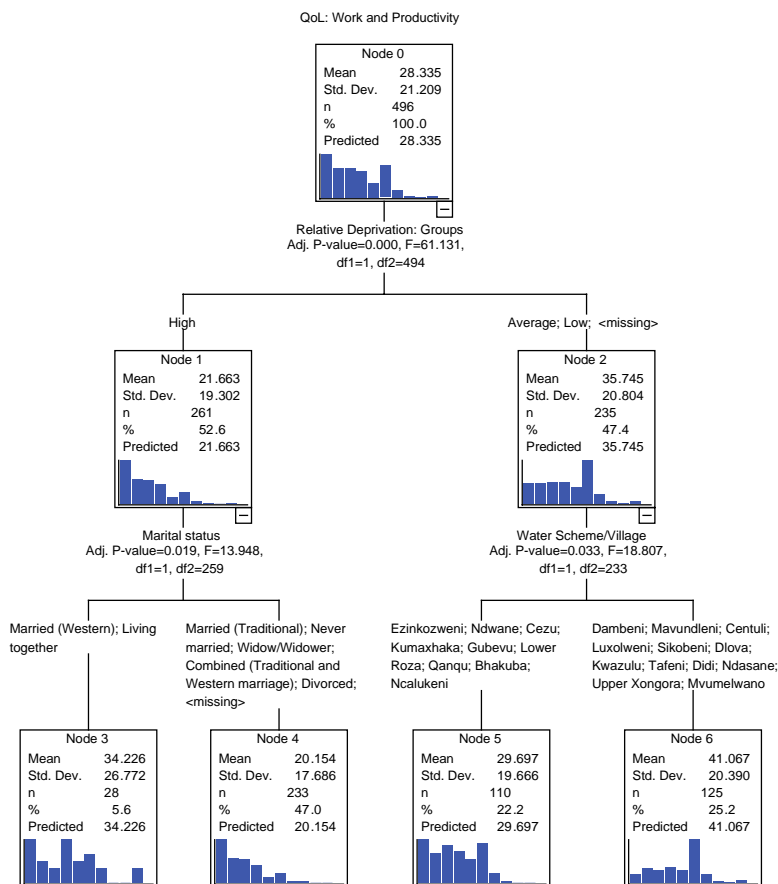 QoL: Work and Productivity
Node 0
Mean 28.335
Std. Dev. 21.209
n 496
% 100.0
Predicted 28.335
Relative Deprivation: Groups
Adj. P-value=0.000, F=61.131,
df1=1, df2=494
High
Average; Low; <missing>
Node 1
Mean 21.663
Std. Dev. 19.302
n 261
% 52.6
Predicted 21.663
Node 2
Mean 35.745
Std. Dev. 20.804
n 235
% 47.4
Predicted 35.745
Marital status
Adj. P-value=0.019, F=13.948,
df1=1, df2=259
Water Scheme/Village
Adj. P-value=0.033, F=18.807,
df1=1, df2=233
Married (Western); Living
together
Married (Traditional); Never
married; Widow/Widower;
Combined (Traditional and
Western marriage); Divorced;
<missing>
Ezinkozweni; Ndwane; Cezu;
Kumaxhaka; Gubevu; Lower
Roza; Qanqu; Bhakuba;
Ncalukeni
Dambeni; Mavundleni; Centuli;
Luxolweni; Sikobeni; Dlova;
Kwazulu; Tafeni; Didi; Ndasane;
Upper Xongora; Mvumelwano
Node 3
Mean 34.226
Std. Dev. 26.772
n 28
% 5.6
Predicted 34.226
Node 4
Mean 20.154
Std. Dev. 17.686
n 233
% 47.0
Predicted 20.154
Node 5
Mean 29.697
Std. Dev. 19.666
n 110
% 22.2
Predicted 29.697
Node 6
Mean 41.067
Std. Dev. 20.390
n 125
% 25.2
Predicted 41.067